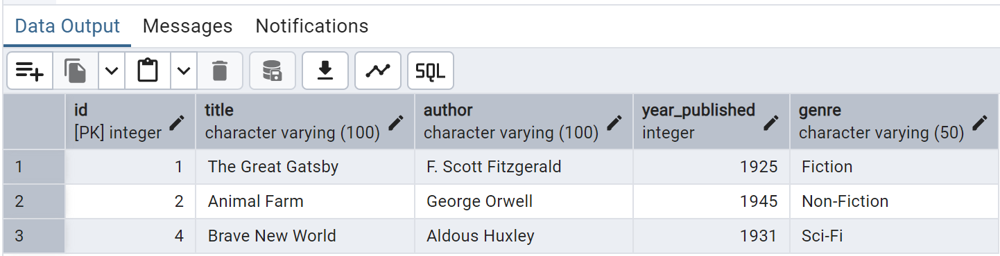 Data Output Messages Notifications
SQL
id title author year_published genre
[PK] integer character varying (100) character varying (100) integer character varying (50)
1 1 The Great Gatsby F. Scott Fitzgerald 1925 Fiction
2 2 Animal Farm George Orwell 1945 Non-Fiction
3 4 Brave New World Aldous Huxley 1931 Sci-Fi